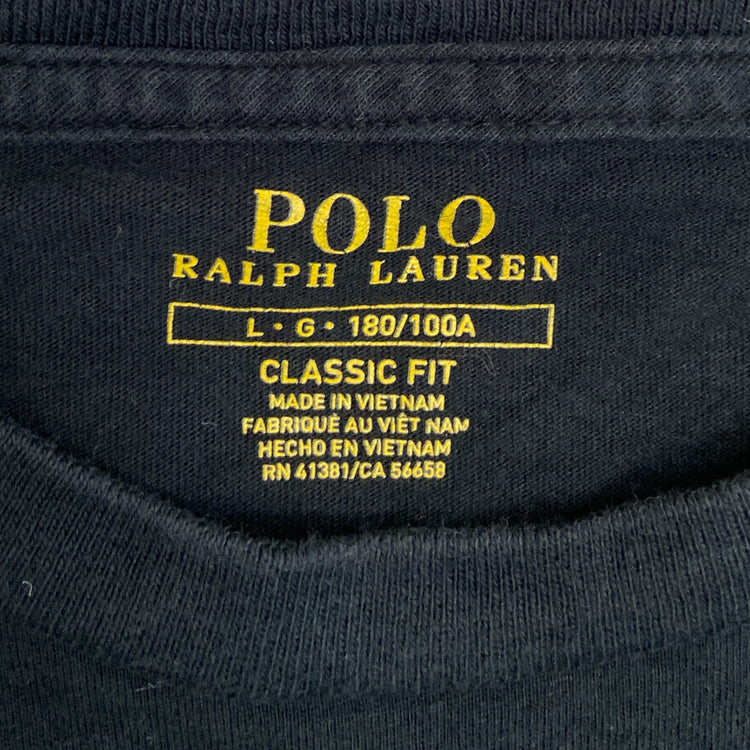 POLO
RALPH LAUREN
L • G • 180/100A
CLASSIC FIT
MADE IN VIETNAM
FABRIQUÉ AU VIÊT NAM
HECHO EN VIETNAM
RN 41381/CA 56658